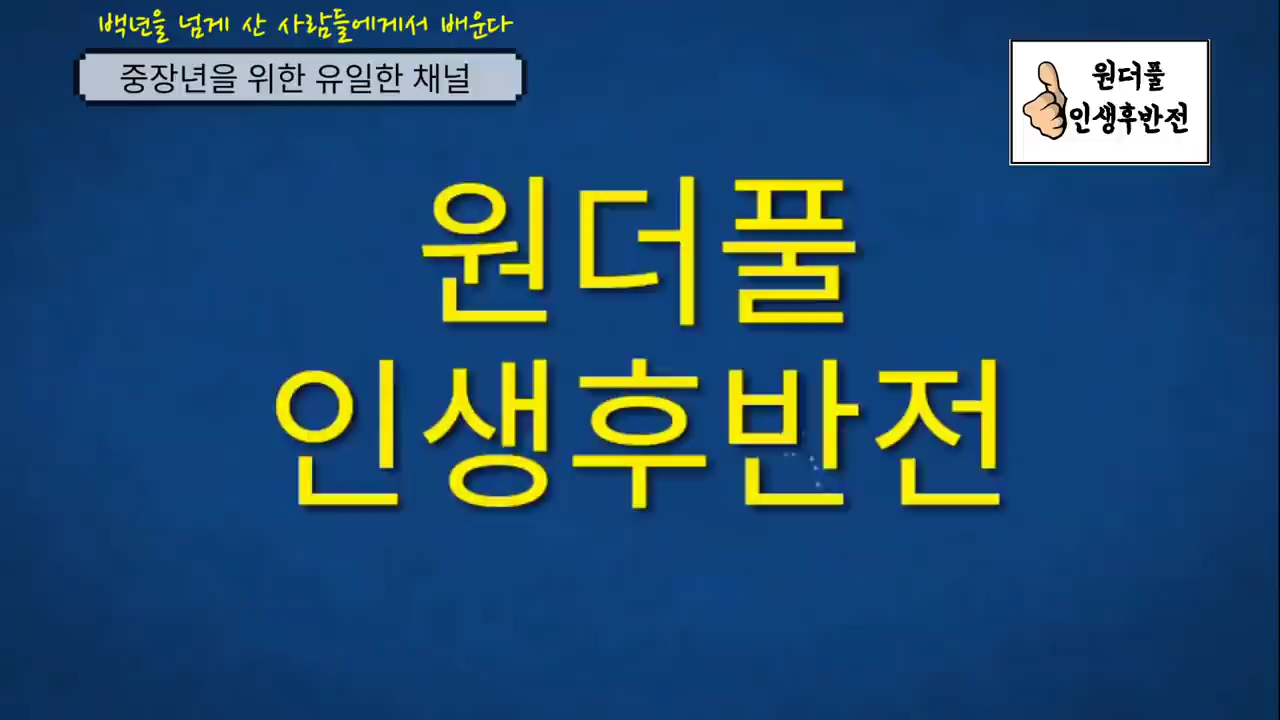 백년을 넘게 산 사람들에게서 배운다
중장년을 위한 유일한 채널
원더풀
인생후반전
원더풀
인생후반전